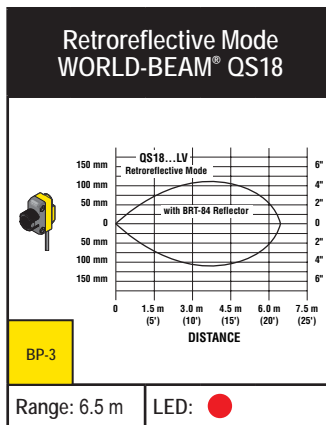 Retroreflective Mode
WORLD-BEAM® QS18
QS18...LV
Retroreflective Mode
with BRT-84 Reflector
150 mm
100 mm
50 mm
0
50 mm
100 mm
150 mm
6"
4"
2"
0
2"
4"
6"
0 1.5 m 3.0 m 4.5 m 6.0 m 7.5 m
(5') (10') (15') (20') (25')
DISTANCE
BP-3
Range: 6.5 m
LED: